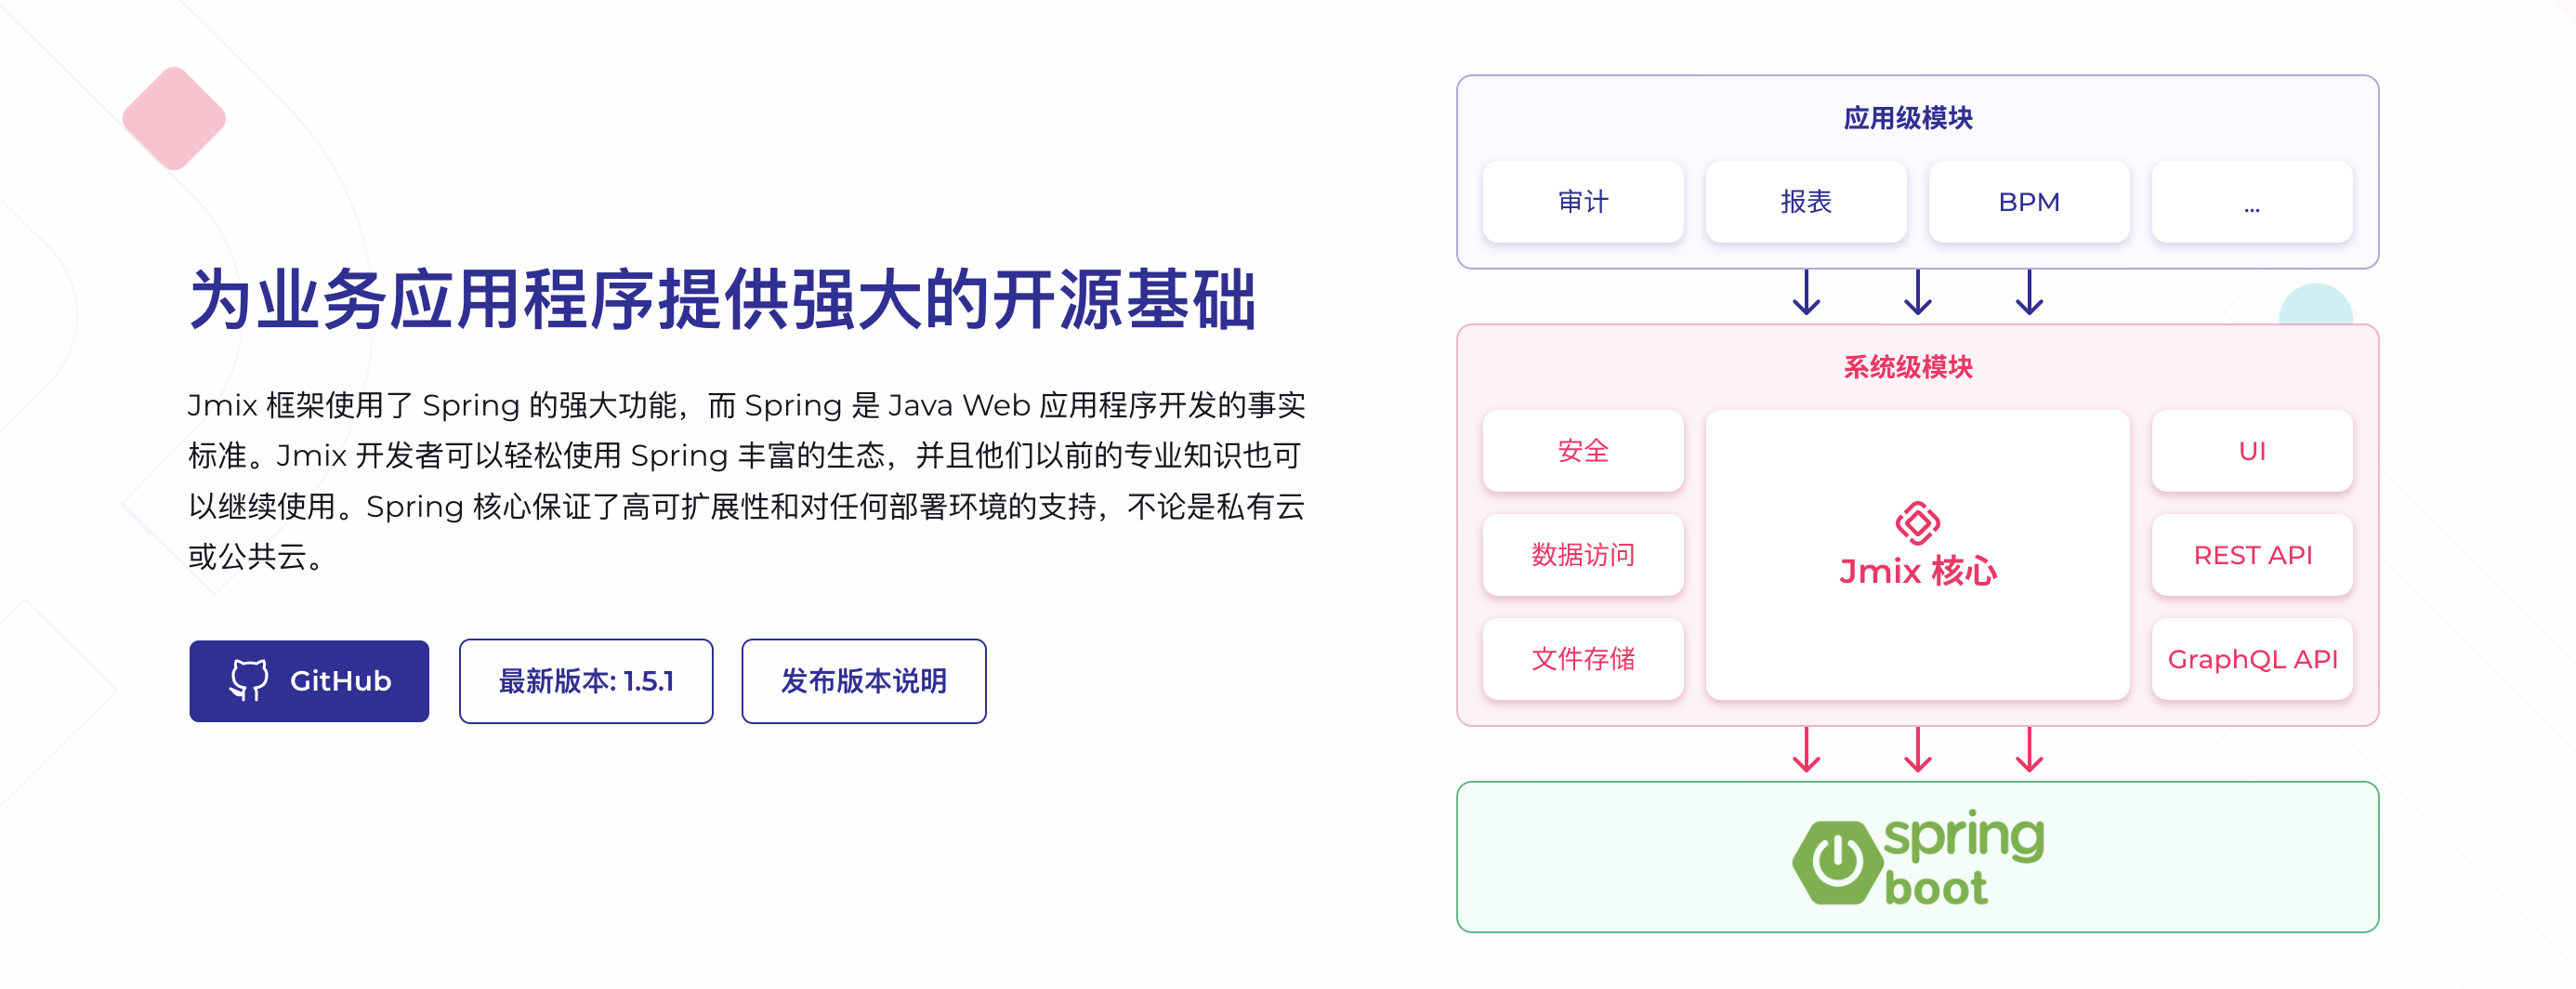 为业务应用程序提供强大的开源基础
Jmix 框架使用了 Spring 的强大功能，而 Spring 是 Java Web 应用程序开发的事实
标准。Jmix 开发者可以轻松使用 Spring 丰富的生态，并且他们以前的专业知识也可
以继续使用。Spring 核心保证了高可扩展性和对任何部署环境的支持，不论是私有云
或公共云。
GitHub
最新版本: 1.5.1
发布版本说明
应用级模块
审计
报表
BPM
...
系统级模块
安全
数据访问
文件存储
Jmix 核心
UI
REST API
GraphQL API
spring
boot